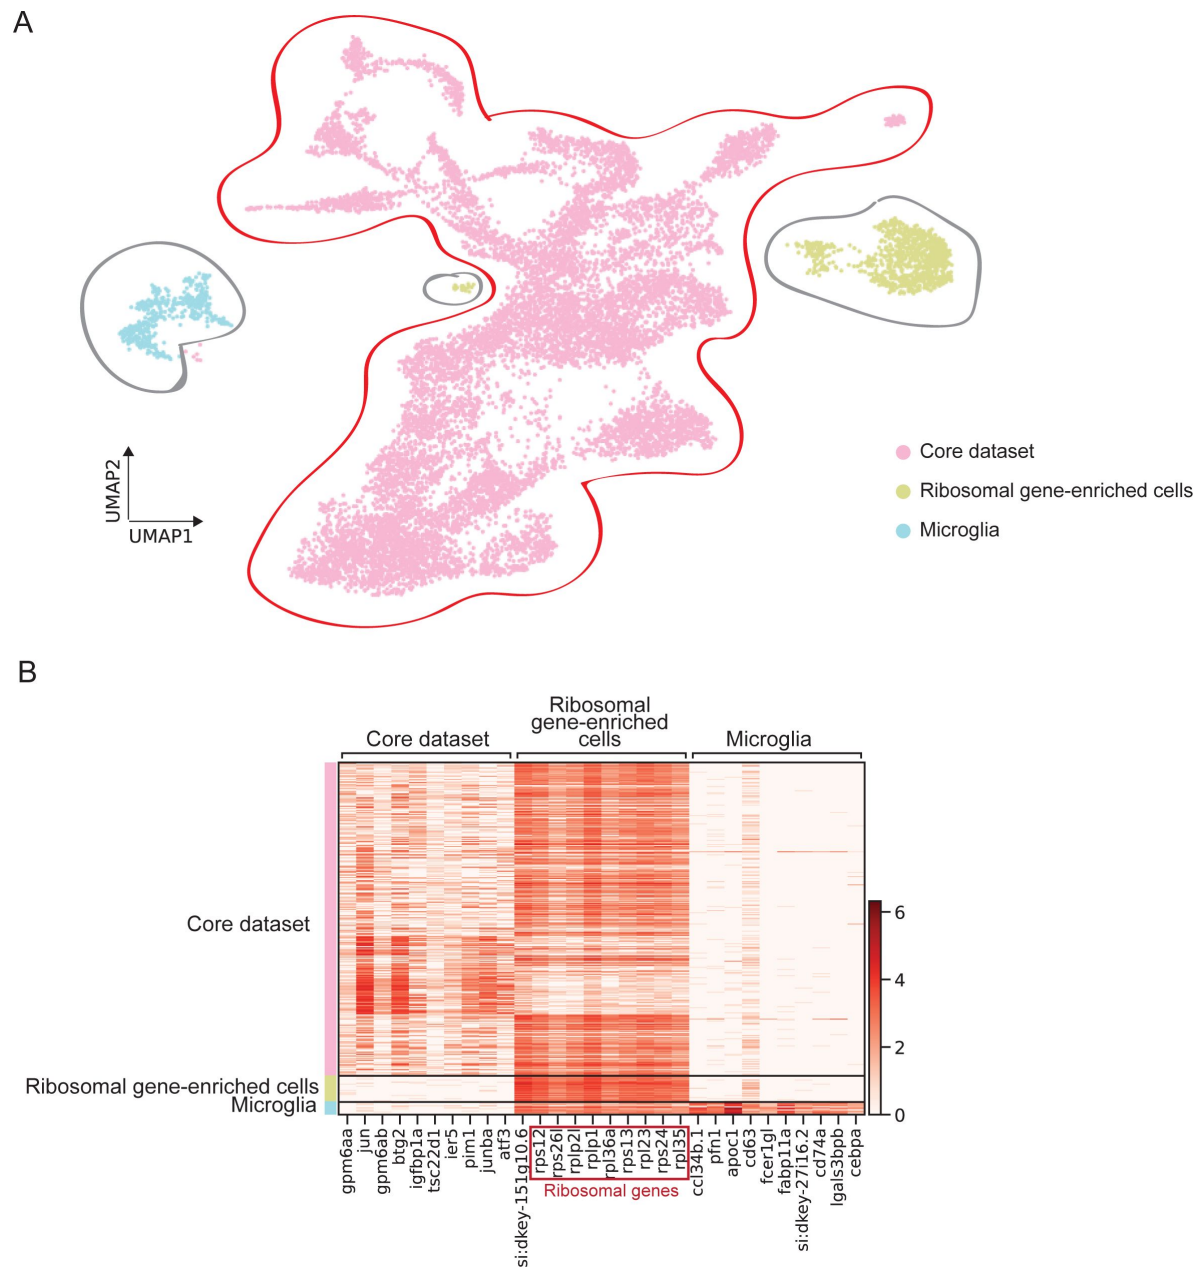 A
UMAP2
UMAP1
Core dataset
Ribosomal gene-enriched cells
Microglia
B
Core dataset
Ribosomal
gene-enriched
cells
Microglia
Core dataset
Ribosomal gene-enriched cells
Microglia
6
4
2
0
gpm6aa
jun
gpm6ab
btg2
igfbp1a
tsc22d1
ier5
pim1
junba
atf3
si:dkey-151g10.6
rps12
rps26l
rplp2l
rplp1
rpl36a
rps13
rpl23
rps24
rpl35
ccl34b.1
pfn1
apoc1
cd63
fcer1gl
fabp11a
si:dkey-27i16.2
cd74a
lgals3bpb
cebpa
Ribosomal genes